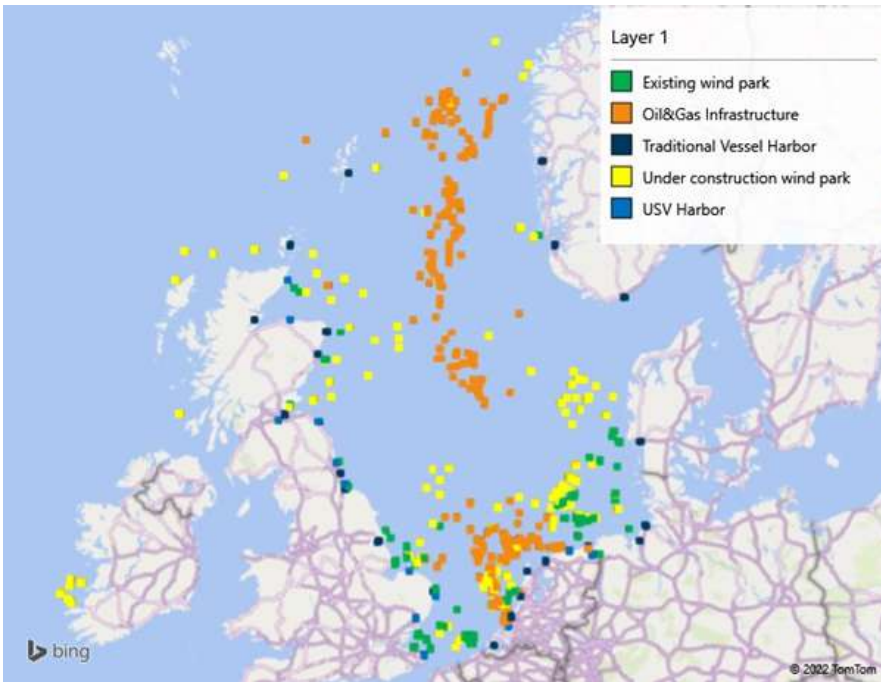 Layer 1
Existing wind park
Oil&Gas Infrastructure
Traditional Vessel Harbor
Under construction wind park
USV Harbor
bing
© 2022 TomTom